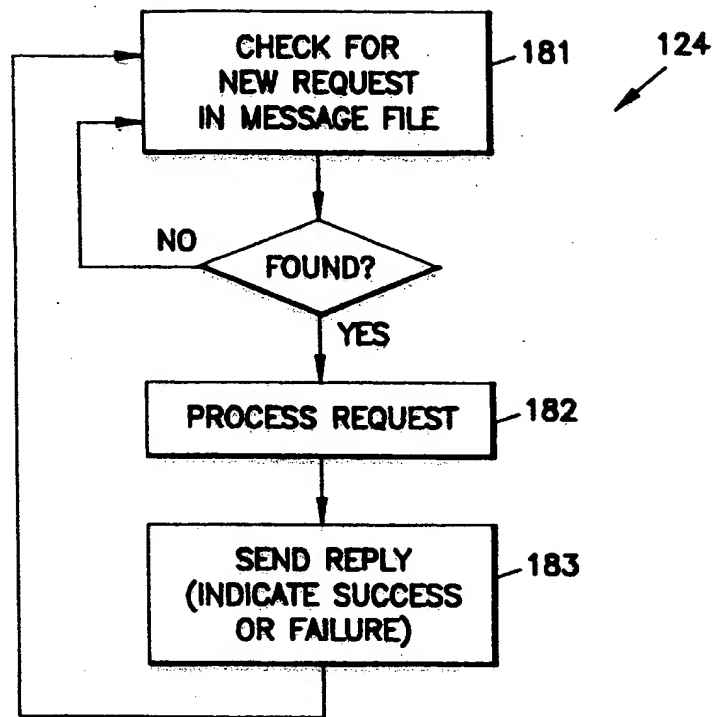 CHECK FOR
NEW REQUEST
IN MESSAGE FILE
181
124
NO
FOUND?
YES
PROCESS REQUEST
182
SEND REPLY
(INDICATE SUCCESS
OR FAILURE)
183